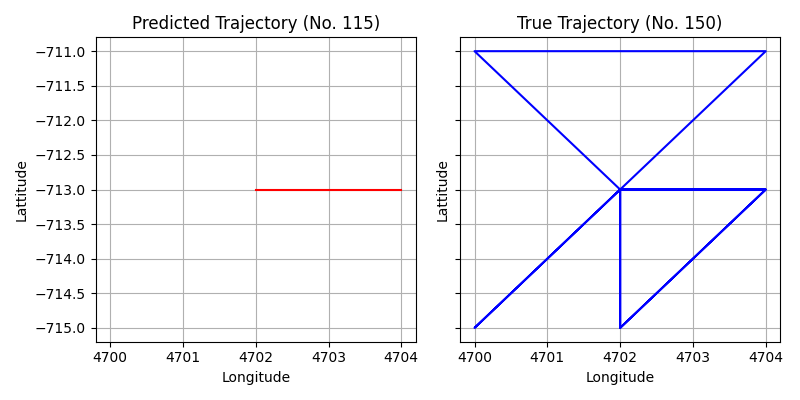 Predicted Trajectory (No. 115)
True Trajectory (No. 150)
−711.0
−711.5
−712.0
−712.5
−713.0
−713.5
−714.0
−714.5
−715.0
Lattitude
Lattitude
4700 4701 4702 4703 4704
4700 4701 4702 4703 4704
Longitude
Longitude